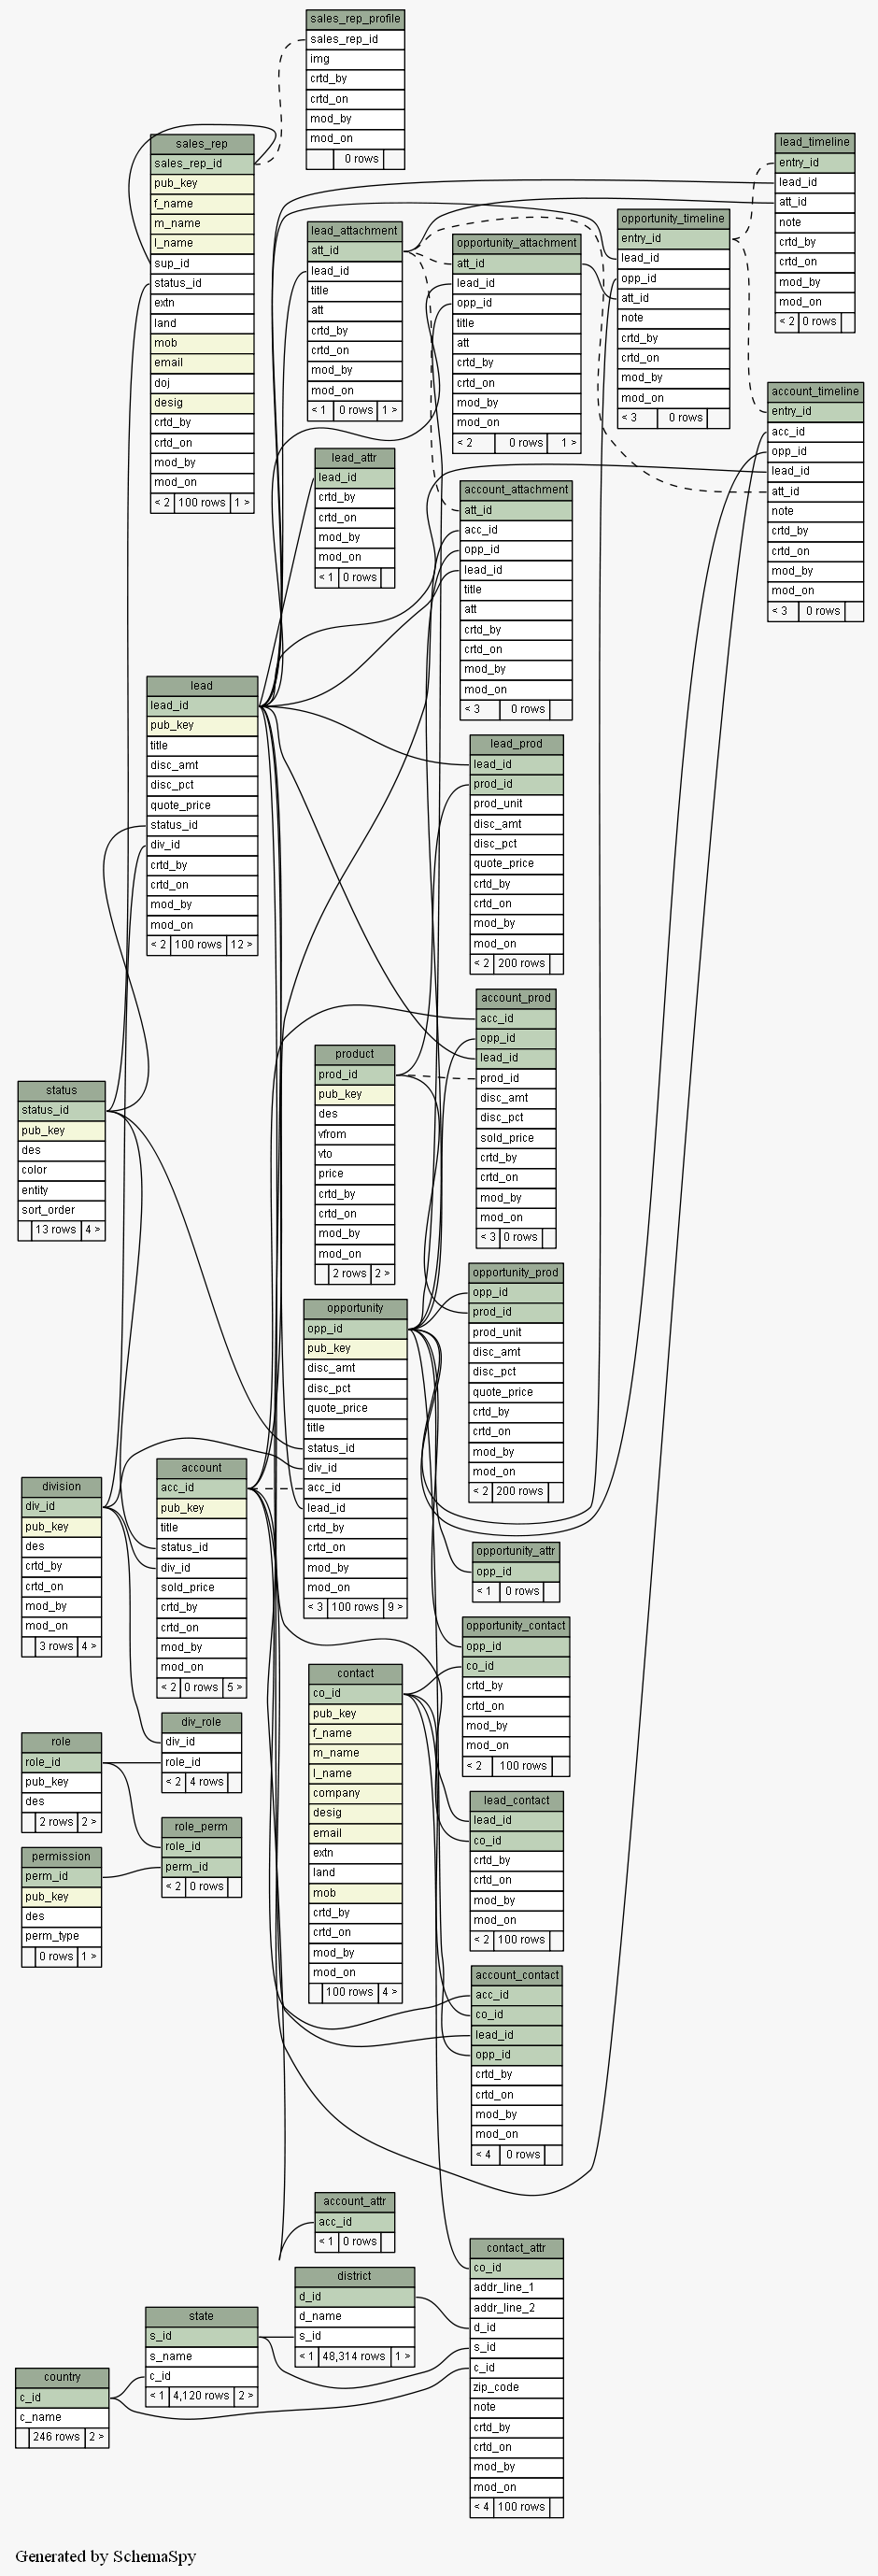 sales_rep_profile
sales_rep_id
img
crtd_by
crtd_on
mod_by
mod_on
0 rows
sales_rep
sales_rep_id
pub_key
f_name
m_name
l_name
sup_id
status_id
extn
land
mob
email
doj
desig
crtd_by
crtd_on
mod_by
mod_on
< 2 100 rows 1 >
lead_timeline
entry_id
lead_id
att_id
note
crtd_by
crtd_on
mod_by
mod_on
< 2 0 rows
opportunity_timeline
entry_id
lead_id
opp_id
att_id
note
crtd_by
crtd_on
mod_by
mod_on
< 3 0 rows
lead_attachment
att_id
lead_id
title
att
crtd_by
crtd_on
mod_by
mod_on
< 1 0 rows 1 >
opportunity_attachment
att_id
lead_id
opp_id
title
att
crtd_by
crtd_on
mod_by
mod_on
< 2 0 rows 1 >
account_timeline
entry_id
acc_id
opp_id
lead_id
att_id
note
crtd_by
crtd_on
mod_by
mod_on
< 3 0 rows
lead_attr
lead_id
crtd_by
crtd_on
mod_by
mod_on
< 1 0 rows
account_attachment
att_id
acc_id
opp_id
lead_id
title
att
crtd_by
crtd_on
mod_by
mod_on
< 3 0 rows
lead
lead_id
pub_key
title
disc_amt
disc_pct
quote_price
status_id
div_id
crtd_by
crtd_on
mod_by
mod_on
< 2 100 rows 12 >
lead_prod
lead_id
prod_id
prod_unit
disc_amt
disc_pct
quote_price
crtd_by
crtd_on
mod_by
mod_on
< 2 200 rows
account_prod
acc_id
opp_id
lead_id
prod_id
disc_amt
disc_pct
sold_price
crtd_by
crtd_on
mod_by
mod_on
< 3 0 rows
product
prod_id
pub_key
des
vfrom
vto
price
crtd_by
crtd_on
mod_by
mod_on
2 rows 2 >
status
status_id
pub_key
des
color
entity
sort_order
13 rows 4 >
opportunity_prod
opp_id
prod_id
prod_unit
disc_amt
disc_pct
quote_price
crtd_by
crtd_on
mod_by
mod_on
< 2 200 rows
opportunity
opp_id
pub_key
disc_amt
disc_pct
quote_price
title
status_id
div_id
acc_id
lead_id
crtd_by
crtd_on
mod_by
mod_on
< 3 100 rows 9 >
account
acc_id
pub_key
title
status_id
div_id
sold_price
crtd_by
crtd_on
mod_by
mod_on
< 2 0 rows 5 >
division
div_id
pub_key
des
crtd_by
crtd_on
mod_by
mod_on
3 rows 4 >
opportunity_attr
opp_id
< 1 0 rows
opportunity_contact
opp_id
co_id
crtd_by
crtd_on
mod_by
mod_on
< 2 100 rows
contact
co_id
pub_key
f_name
m_name
l_name
company
desig
email
extn
land
mob
crtd_by
crtd_on
mod_by
mod_on
100 rows 4 >
div_role
div_id
role_id
< 2 4 rows
role
role_id
pub_key
des
2 rows 2 >
role_perm
role_id
perm_id
< 2 0 rows
permission
perm_id
pub_key
des
perm_type
0 rows 1 >
lead_contact
lead_id
co_id
crtd_by
crtd_on
mod_by
mod_on
< 2 100 rows
account_contact
acc_id
co_id
lead_id
opp_id
crtd_by
crtd_on
mod_by
mod_on
< 4 0 rows
account_attr
acc_id
< 1 0 rows
contact_attr
co_id
addr_line_1
addr_line_2
d_id
s_id
c_id
zip_code
note
crtd_by
crtd_on
mod_by
mod_on
< 4 100 rows
district
d_id
d_name
s_id
< 1 48,314 rows 1 >
state
s_id
s_name
c_id
< 1 4,120 rows 2 >
country
c_id
c_name
246 rows 2 >
Generated by SchemaSpy